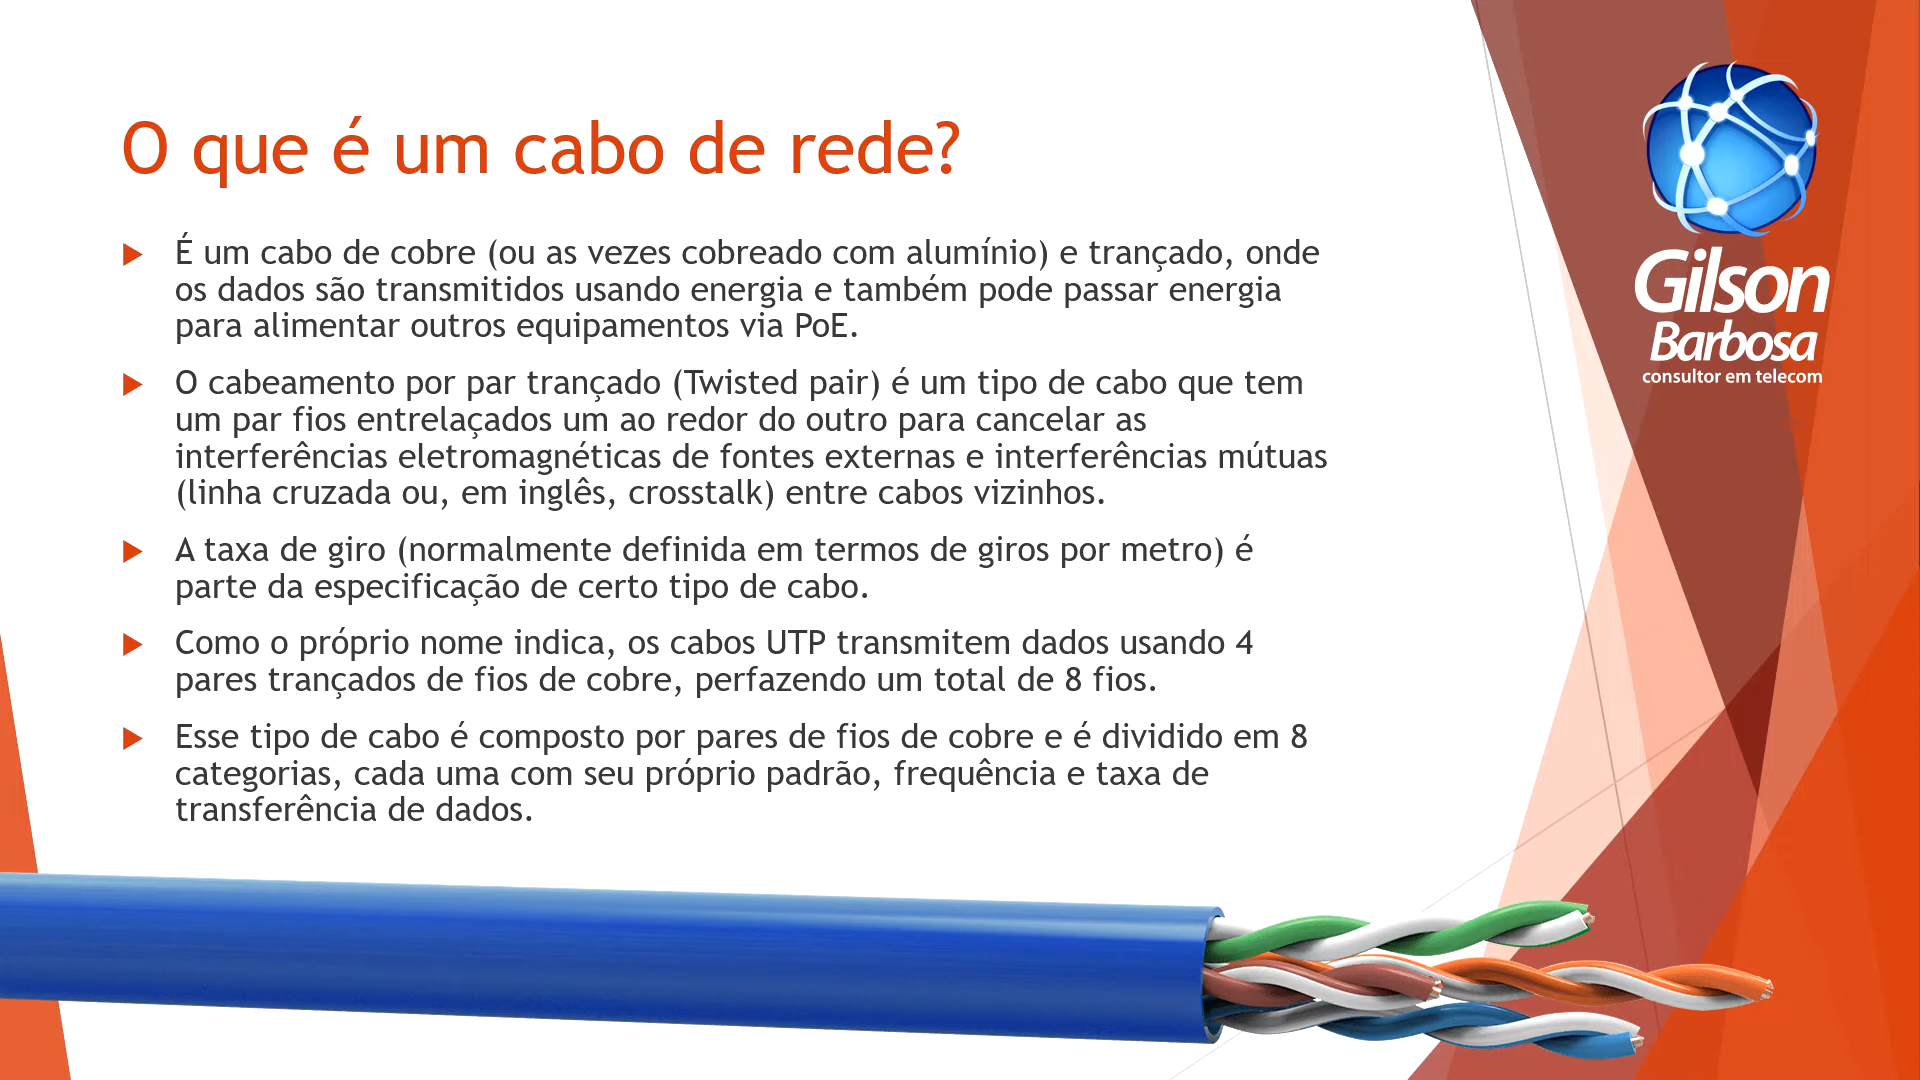 O que é um cabo de rede?
É um cabo de cobre (ou as vezes cobreado com alumínio) e trançado, onde
os dados são transmitidos usando energia e também pode passar energia
para alimentar outros equipamentos via PoE.
O cabeamento por par trançado (Twisted pair) é um tipo de cabo que tem
um par fios entrelaçados um ao redor do outro para cancelar as
interferências eletromagnéticas de fontes externas e interferências mútuas
(linha cruzada ou, em inglês, crosstalk) entre cabos vizinhos.
A taxa de giro (normalmente definida em termos de giros por metro) é
parte da especificação de certo tipo de cabo.
Como o próprio nome indica, os cabos UTP transmitem dados usando 4
pares trançados de fios de cobre, perfazendo um total de 8 fios.
Esse tipo de cabo é composto por pares de fios de cobre e é dividido em 8
categorias, cada uma com seu próprio padrão, frequência e taxa de
transferência de dados.
Gilson
Barbosa
consultor em telecom